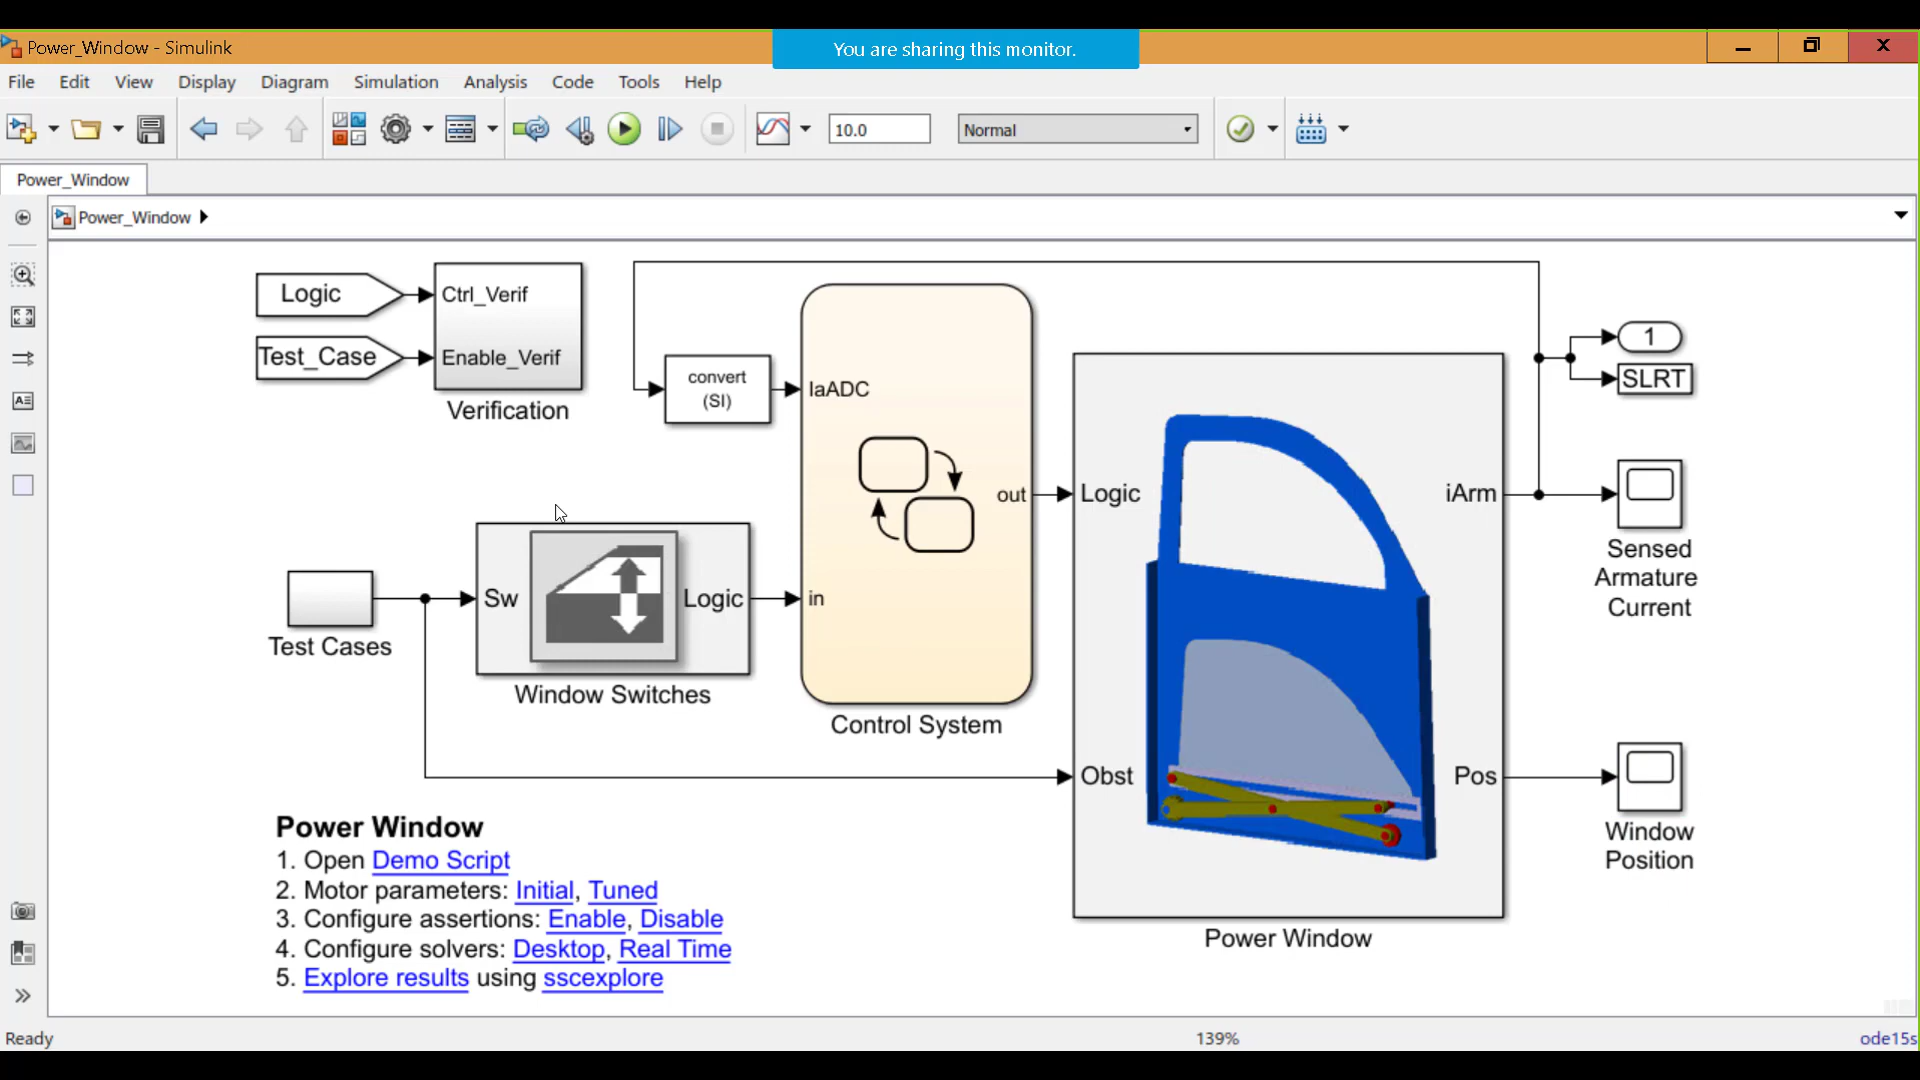 Power_Window - Simulink
You are sharing this monitor.
File Edit View Display Diagram Simulation Analysis Code Tools Help
10.0
Normal
Power_Window
Power_Window
Logic
Ctrl_Verif
Test_Case
Enable_Verif
Verification
convert
(SI)
IaADC
out
in
Control System
Test Cases
Sw
Logic
Window Switches
Logic
Obst
iArm
Pos
Power Window
1
SLRT
Sensed
Armature
Current
Window
Position
Power Window
1. Open Demo Script
2. Motor parameters: Initial, Tuned
3. Configure assertions: Enable, Disable
4. Configure solvers: Desktop, Real Time
5. Explore results using sscexplore
Ready
139%
ode15s